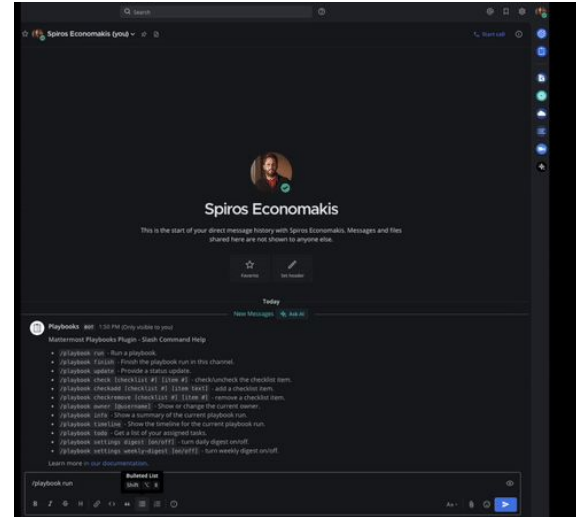 Search
Spiros Economakis (you)
Start call
Spiros Economakis
This is the start of your direct message history with Spiros Economakis. Messages and files
shared here are not shown to anyone else.
Favorite
Set header
Today
New Messages Ask AI
Playbooks BOT 1:50 PM (Only visible to you)
Mattermost Playbooks Plugin - Slash Command Help
/playbook run - Run a playbook.
/playbook finish - Finish the playbook run in this channel.
/playbook update - Provide a status update.
/playbook check [checklist #] [item #] - check/uncheck the checklist item.
/playbook checkadd [checklist #] [item text] - add a checklist item.
/playbook checkremove [checklist #] [item #] - remove a checklist item.
/playbook owner [@username] - Show or change the current owner.
/playbook info - Show a summary of the current playbook run.
/playbook timeline - Show the timeline for the current playbook run.
/playbook todo - Get a list of your assigned tasks.
/playbook settings digest [on/off] - turn daily digest on/off.
/playbook settings weekly-digest [on/off] - turn weekly digest on/off.
Learn more in our documentation.
Bulleted List
Shift ⌥ 8
/playbook run
Aa